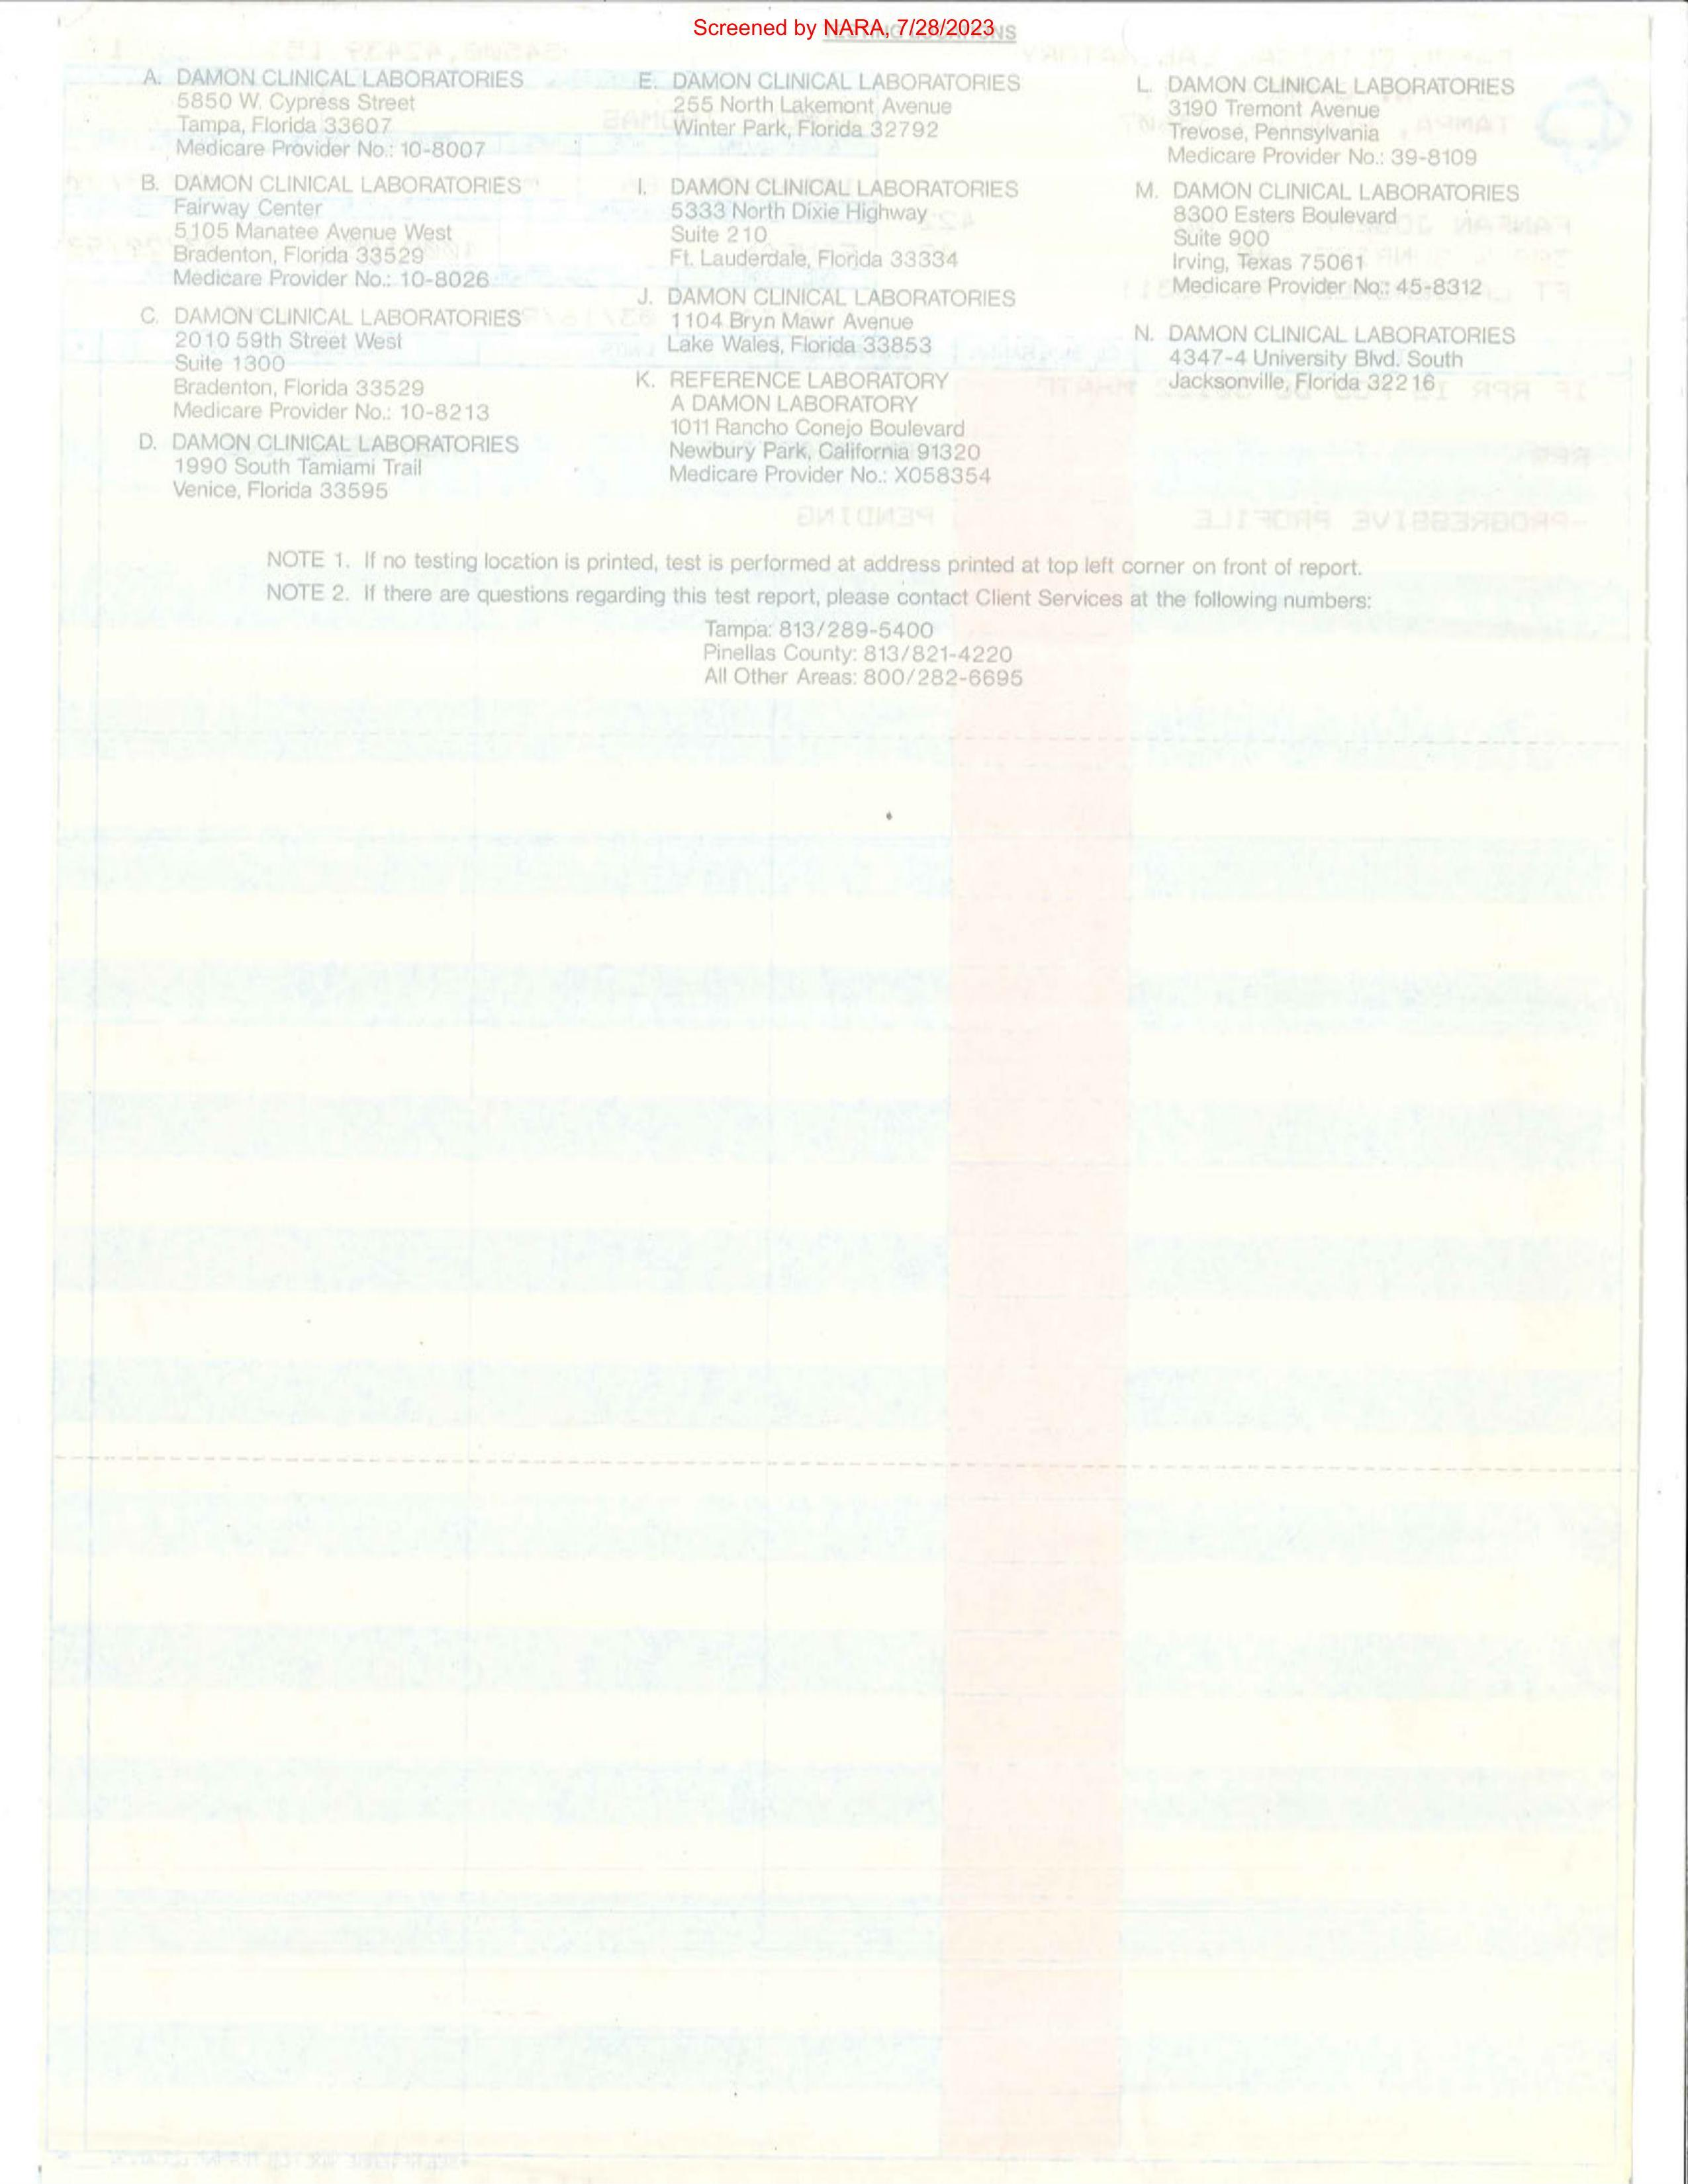 Screened by NARA, 7/28/2023
TESTING LOCATIONS
A. DAMON CLINICAL LABORATORIES
5850 W. Cypress Street
Tampa, Florida 33607
Medicare Provider No.: 10-8007
B. DAMON CLINICAL LABORATORIES
Fairway Center
5105 Manatee Avenue West
Bradenton, Florida 33529
Medicare Provider No.: 10-8026
C. DAMON CLINICAL LABORATORIES
2010 59th Street West
Suite 1300
Bradenton, Florida 33529
Medicare Provider No.: 10-8213
D. DAMON CLINICAL LABORATORIES
1990 South Tamiami Trail
Venice, Florida 33595
E. DAMON CLINICAL LABORATORIES
255 North Lakemont Avenue
Winter Park, Florida 32792
I. DAMON CLINICAL LABORATORIES
5333 North Dixie Highway
Suite 210
Ft. Lauderdale, Florida 33334
J. DAMON CLINICAL LABORATORIES
1104 Bryn Mawr Avenue
Lake Wales, Florida 33853
K. REFERENCE LABORATORY
A DAMON LABORATORY
1011 Rancho Conejo Boulevard
Newbury Park, California 91320
Medicare Provider No.: X058354
L. DAMON CLINICAL LABORATORIES
3190 Tremont Avenue
Trevose, Pennsylvania
Medicare Provider No.: 39-8109
M. DAMON CLINICAL LABORATORIES
8300 Esters Boulevard
Suite 900
Irving, Texas 75061
Medicare Provider No.: 45-8312
N. DAMON CLINICAL LABORATORIES
4347-4 University Blvd. South
Jacksonville, Florida 32216
NOTE 1. If no testing location is printed, test is performed at address printed at top left corner on front of report.
NOTE 2. If there are questions regarding this test report, please contact Client Services at the following numbers:
Tampa: 813/289-5400
Pinellas County: 813/821-4220
All Other Areas: 800/282-6695